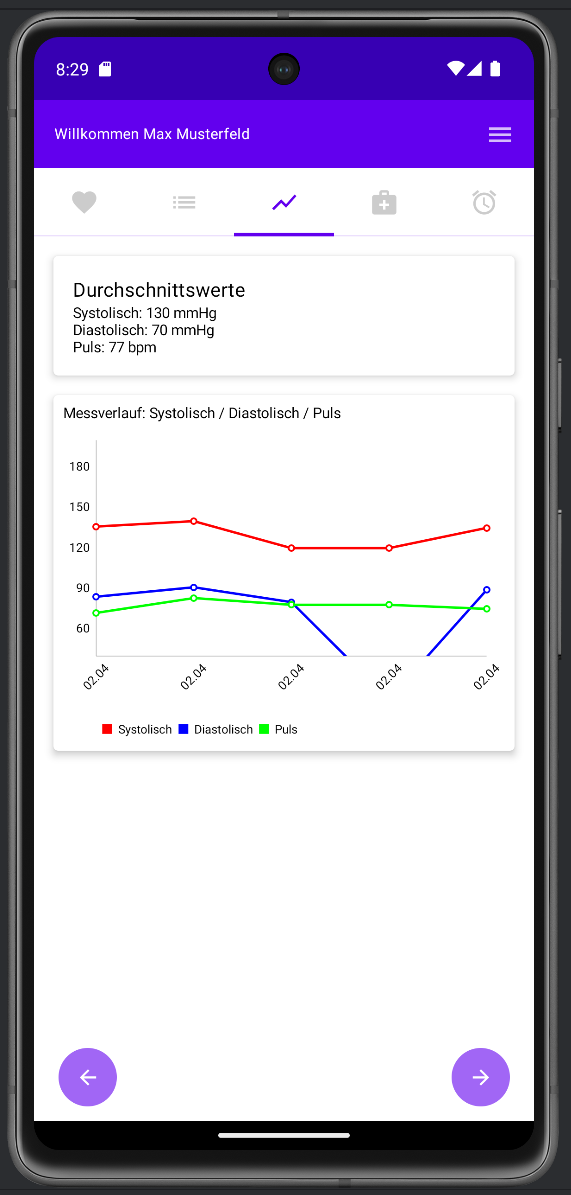 8:29
Willkommen Max Musterfeld
Durchschnittswerte
Systolisch: 130 mmHg
Diastolisch: 70 mmHg
Puls: 77 bpm
Messverlauf: Systolisch / Diastolisch / Puls
180
150
120
90
60
02.04 02.04 02.04 02.04 02.04
Systolisch Diastolisch Puls